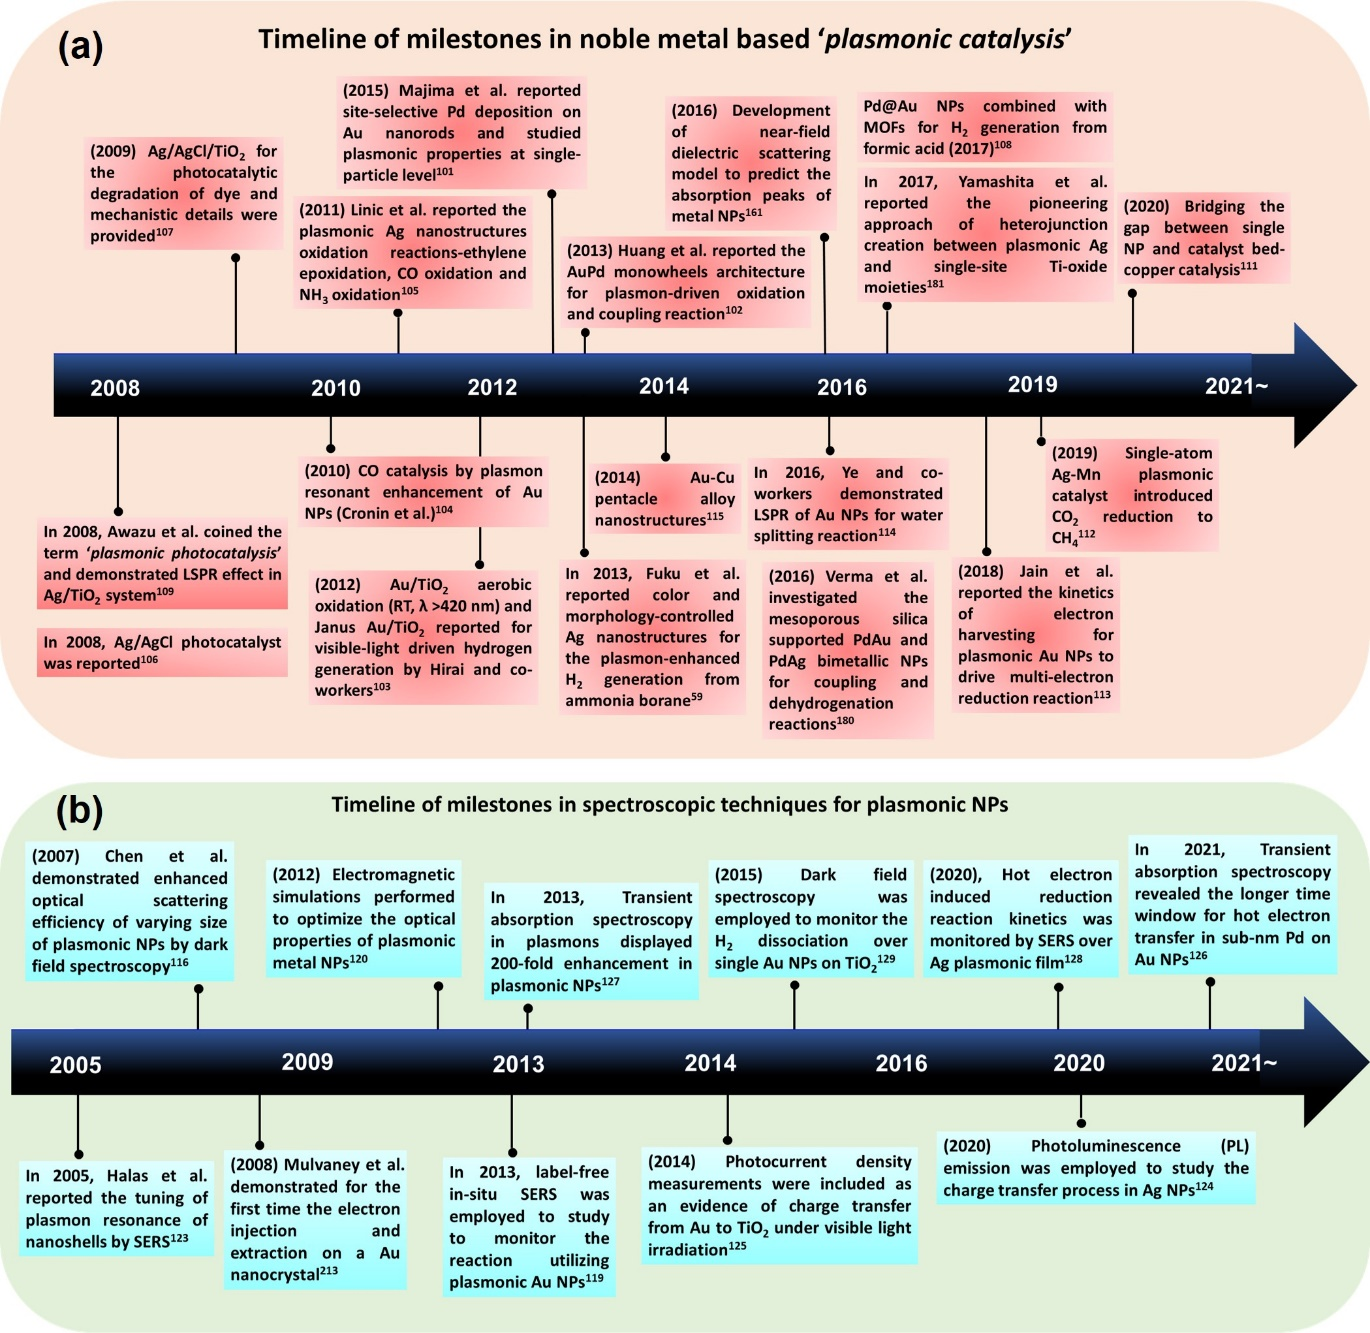 (a)
Timeline of milestones in noble metal based ‘plasmonic catalysis’
(2009) Ag/AgCl/TiO2 for
the photocatalytic
degradation of dye and
mechanistic details were
provided107
(2015) Majima et al. reported
site-selective Pd deposition on
Au nanorods and studied
plasmonic properties at single-
particle level101
(2011) Linic et al. reported the
plasmonic Ag nanostructures
oxidation reactions-ethylene
epoxidation, CO oxidation and
NH3 oxidation105
(2016) Development
of near-field
dielectric scattering
model to predict the
absorption peaks of
metal NPs161
(2013) Huang et al. reported the
AuPd monowheels architecture
for plasmon-driven oxidation
and coupling reaction102
Pd@Au NPs combined with
MOFs for H2 generation from
formic acid (2017)108
In 2017, Yamashita et al.
reported the pioneering
approach of heterojunction
creation between plasmonic Ag
and single-site Ti-oxide
moieties181
(2020) Bridging the
gap between single
NP and catalyst bed-
copper catalysis111
2008 2010 2012 2014 2016 2019 2021~
In 2008, Awazu et al. coined the
term ‘plasmonic photocatalysis’
and demonstrated LSPR effect in
Ag/TiO2 system109
In 2008, Ag/AgCl photocatalyst
was reported106
(2010) CO catalysis by plasmon
resonant enhancement of Au
NPs (Cronin et al.)104
(2012) Au/TiO2 aerobic
oxidation (RT, λ >420 nm) and
Janus Au/TiO2 reported for
visible-light driven hydrogen
generation by Hirai and co-
workers103
(2014) Au-Cu
pentacle alloy
nanostructures115
In 2013, Fuku et al.
reported color and
morphology-controlled
Ag nanostructures for
the plasmon-enhanced
H2 generation from
ammonia borane59
In 2016, Ye and co-
workers demonstrated
LSPR of Au NPs for water
splitting reaction114
(2016) Verma et al.
investigated the
mesoporous silica
supported PdAu and
PdAg bimetallic NPs
for coupling and
dehydrogenation
reactions180
(2019) Single-atom
Ag-Mn plasmonic
catalyst introduced
CO2 reduction to
CH4112
(2018) Jain et al.
reported the kinetics
of electron
harvesting for
plasmonic Au NPs to
drive multi-electron
reduction reaction113
(b)
Timeline of milestones in spectroscopic techniques for plasmonic NPs
(2007) Chen et al.
demonstrated enhanced
optical scattering
efficiency of varying size
of plasmonic NPs by dark
field spectroscopy116
(2012) Electromagnetic
simulations performed
to optimize the optical
properties of plasmonic
metal NPs120
In 2013, Transient
absorption spectroscopy
in plasmons displayed
200-fold enhancement in
plasmonic NPs127
(2015) Dark field
spectroscopy was
employed to monitor the
H2 dissociation over
single Au NPs on TiO2129
(2020), Hot electron
induced reduction
reaction kinetics was
monitored by SERS over
Ag plasmonic film128
In 2021, Transient
absorption spectroscopy
revealed the longer time
window for hot electron
transfer in sub-nm Pd on
Au NPs126
2005 2009 2013 2014 2016 2020 2021~
In 2005, Halas et al.
reported the tuning of
plasmon resonance of
nanoshells by SERS123
(2008) Mulvaney et al.
demonstrated for the
first time the electron
injection and
extraction on a Au
nanocrystal213
In 2013, label-free
in-situ SERS was
employed to study
to monitor the
reaction utilizing
plasmonic Au NPs119
(2014) Photocurrent density
measurements were included as
an evidence of charge transfer
from Au to TiO2 under visible light
irradiation125
(2020) Photoluminescence (PL)
emission was employed to study the
charge transfer process in Ag NPs124